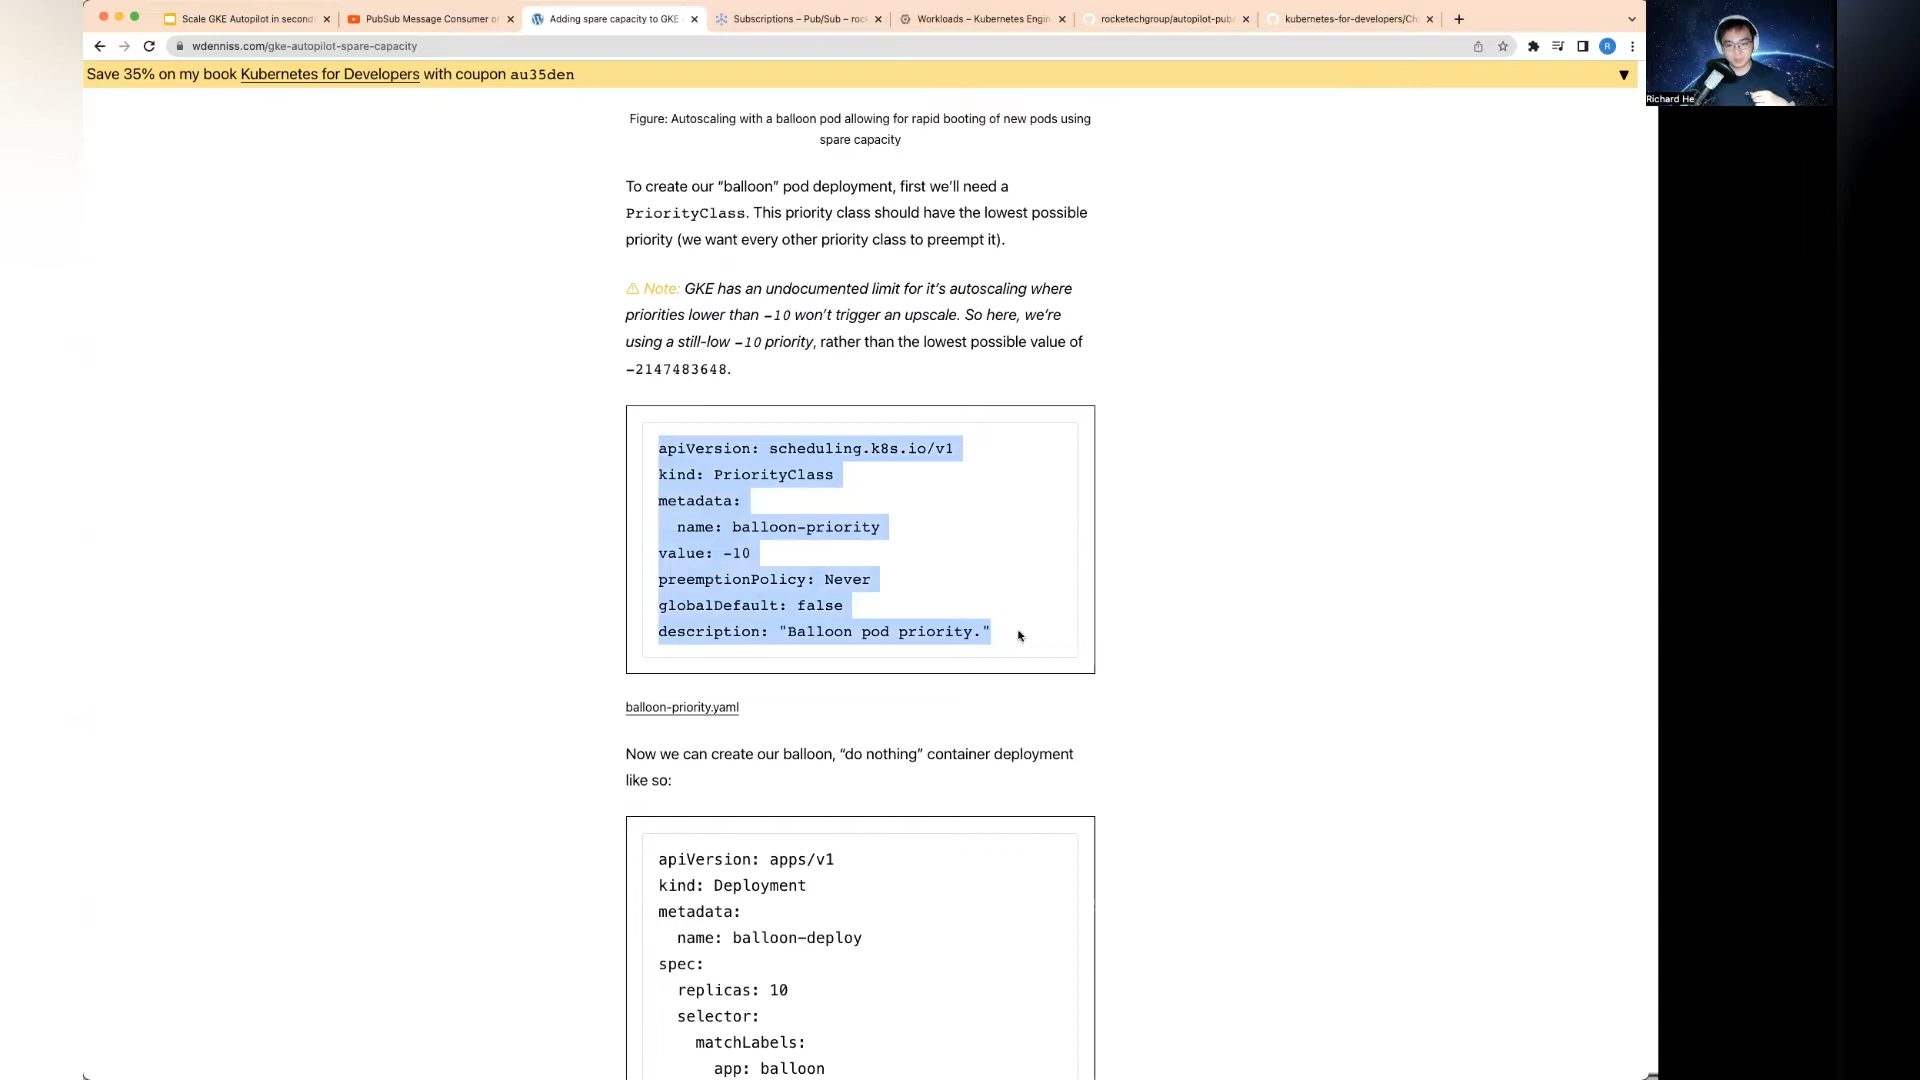 Scale GKE Autopilot in second
PubSub Message Consumer on
Adding spare capacity to GKE
Subscriptions – Pub/Sub – roc
Workloads – Kubernetes Engin
rocketechgroup/autopilot-pub
kubernetes-for-developers/Ch
wdenniss.com/gke-autopilot-spare-capacity
R
Richard He
Save 35% on my book Kubernetes for Developers with coupon au35den
Figure: Autoscaling with a balloon pod allowing for rapid booting of new pods using
spare capacity
To create our “balloon” pod deployment, first we’ll need a
PriorityClass. This priority class should have the lowest possible
priority (we want every other priority class to preempt it).
⚠ Note: GKE has an undocumented limit for it’s autoscaling where
priorities lower than -10 won’t trigger an upscale. So here, we’re
using a still-low -10 priority, rather than the lowest possible value of
-2147483648.
apiVersion: scheduling.k8s.io/v1
kind: PriorityClass
metadata:
  name: balloon-priority
value: -10
preemptionPolicy: Never
globalDefault: false
description: "Balloon pod priority."
balloon-priority.yaml
Now we can create our balloon, “do nothing” container deployment
like so:
apiVersion: apps/v1
kind: Deployment
metadata:
  name: balloon-deploy
spec:
  replicas: 10
  selector:
    matchLabels:
      app: balloon